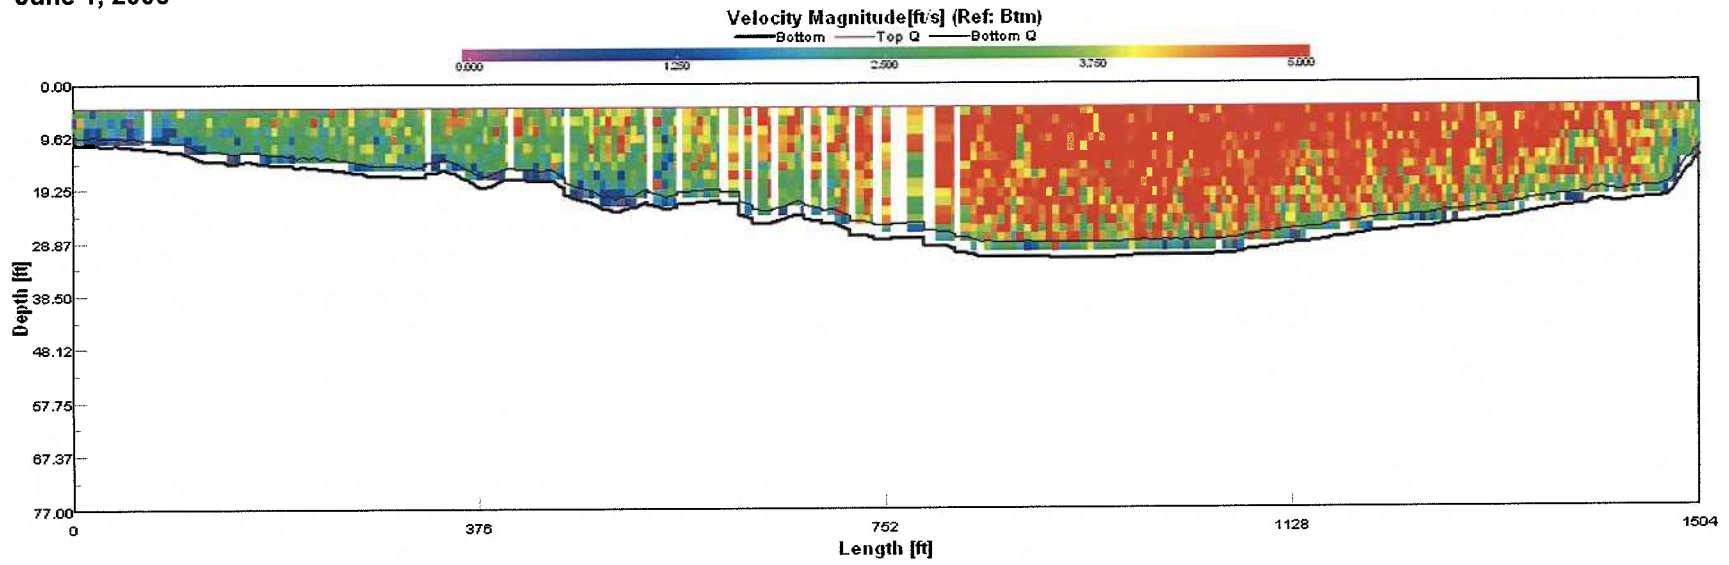 Velocity Magnitude[ft/s] (Ref: Btm)
Bottom Top Q Bottom Q
0.000 1.250 2.500 3.750 5.000
0.00
9.62
19.25
28.87
38.50
48.12
57.75
67.37
77.00
Depth [ft]
0 376 752 1128 1504
Length [ft]